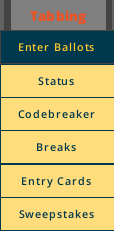 Tabbing
Enter Ballots
Status
Codebreaker
Breaks
Entry Cards
Sweepstakes